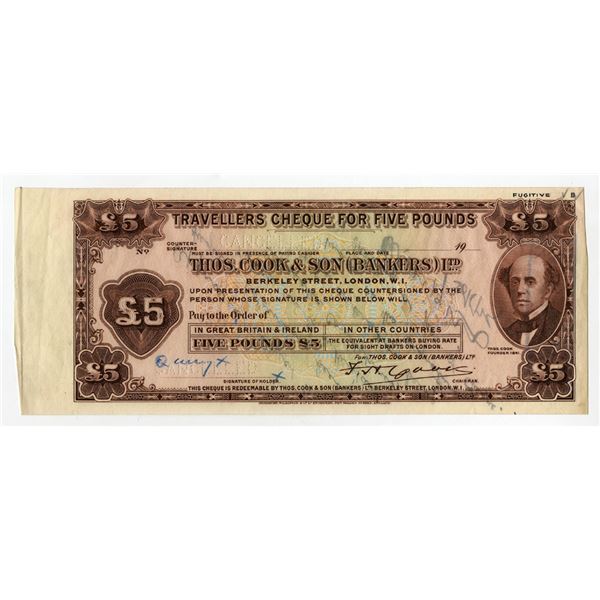 FUGITIVE B
£5 TRAVELLERS CHEQUE FOR FIVE POUNDS £5
CANCELLED
No COUNTER-SIGNATURE 19
(MUST BE SIGNED IN PRESENCE OF PAYING CASHIER PLACE AND DATE
THOS. COOK & SON (BANKERS) LTD
BERKELEY STREET, LONDON. W.1.
UPON PRESENTATION OF THIS CHEQUE COUNTERSIGNED BY THE
PERSON WHOSE SIGNATURE IS SHOWN BELOW WILL
£5
Pay to the Order of
IN GREAT BRITAIN & IRELAND IN OTHER COUNTRIES
FIVE POUNDS £5 THE EQUIVALENT AT BANKERS BUYING RATE
FOR SIGHT DRAFTS ON LONDON.
THOS. COOK
FOUNDER 1841
FOR THOS. COOK & SON (BANKERS) LTD
CANCELLED
£5 SIGNATURE OF HOLDER. CHAIRMAN. £5
THIS CHEQUE IS REDEEMABLE BY THOS. COOK & SON (BANKERS) LTD BERKELEY STREET, LONDON, W.1.